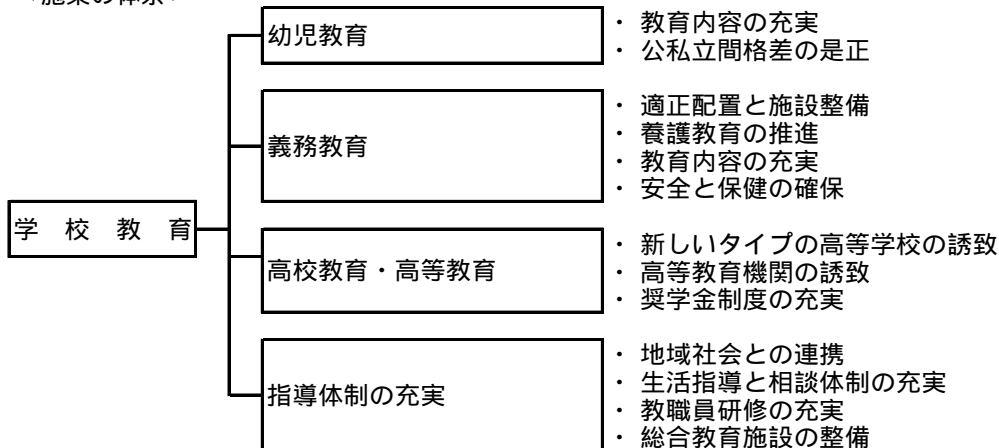 幼児教育
・ 教育内容の充実
・ 公私立間格差の是正
義務教育
・ 適正配置と施設整備
・ 養護教育の推進
・ 教育内容の充実
・ 安全と保健の確保
学 校 教 育
高校教育・高等教育
・ 新しいタイプの高等学校の誘致
・ 高等教育機関の誘致
・ 奨学金制度の充実
指導体制の充実
・ 地域社会との連携
・ 生活指導と相談体制の充実
・ 教職員研修の充実
・ 総合教育施設の整備